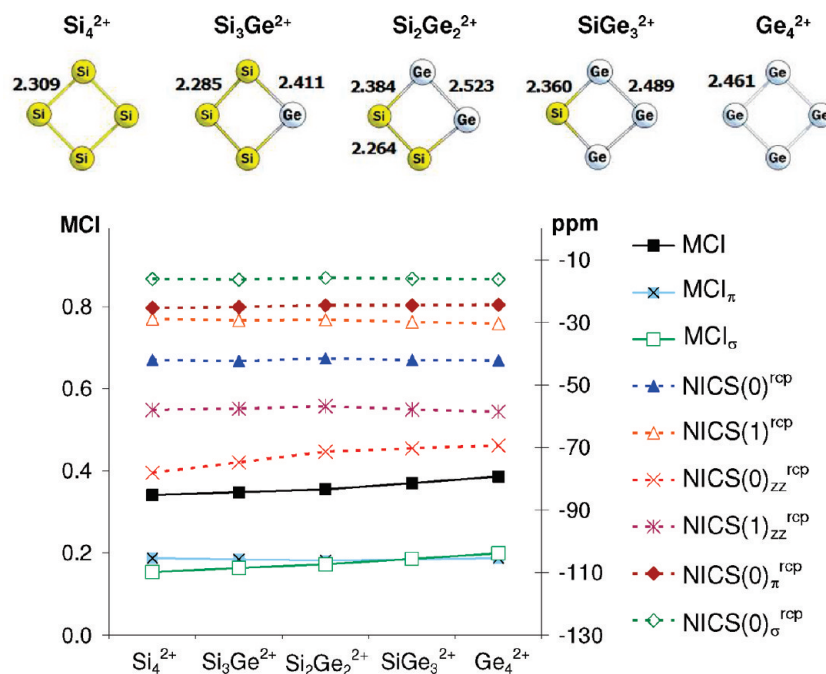 Si₄²⁺ Si₃Ge²⁺ Si₂Ge₂²⁺ SiGe₃²⁺ Ge₄²⁺
Si Si Ge Ge Ge
2.309 2.285 2.411 2.384 2.523 2.360 2.489 2.461
Si Si Si Ge Si Ge Si Ge Ge Ge
2.264
Si Si Si Ge Ge
MCI ppm
-10
0.8
-30
0.6
-50
-70
0.4
-90
0.2
-110
0.0 -130
Si₄²⁺ Si₃Ge²⁺ Si₂Ge₂²⁺ SiGe₃²⁺ Ge₄²⁺
MCI
MCIπ
MCIσ
NICS(0)ʳᶜᵖ
NICS(1)ʳᶜᵖ
NICS(0)zzʳᶜᵖ
NICS(1)zzʳᶜᵖ
NICS(0)πʳᶜᵖ
NICS(0)σʳᶜᵖ